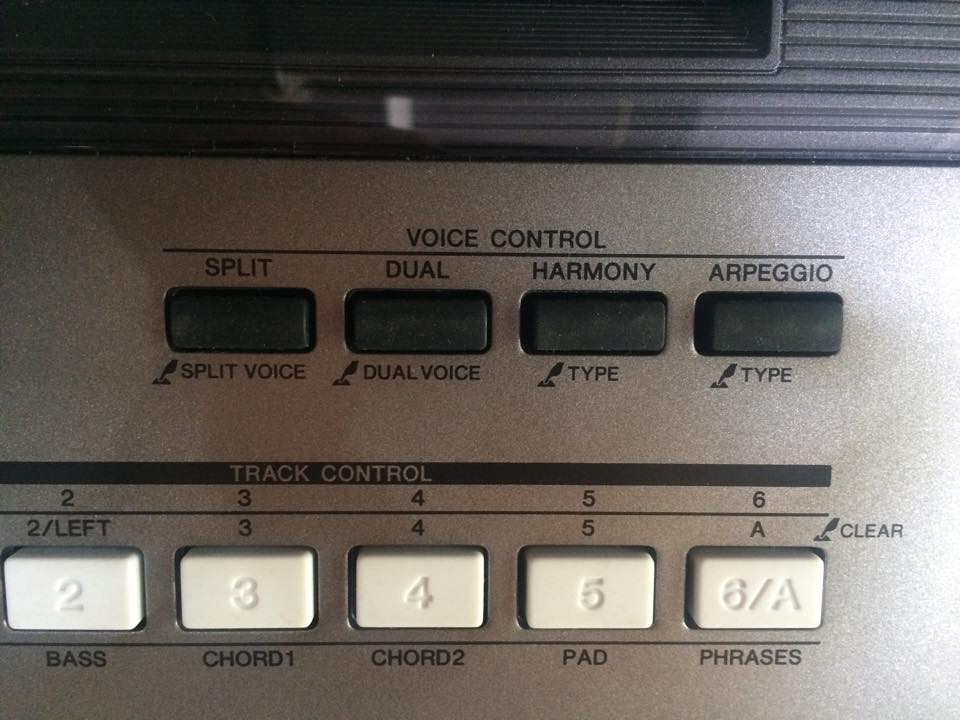 VOICE CONTROL
SPLIT DUAL HARMONY ARPEGGIO
SPLIT VOICE DUAL VOICE TYPE TYPE
TRACK CONTROL
2 3 4 5 6
2/LEFT 3 4 5 A CLEAR
2 3 4 5 6/A
BASS CHORD1 CHORD2 PAD PHRASES